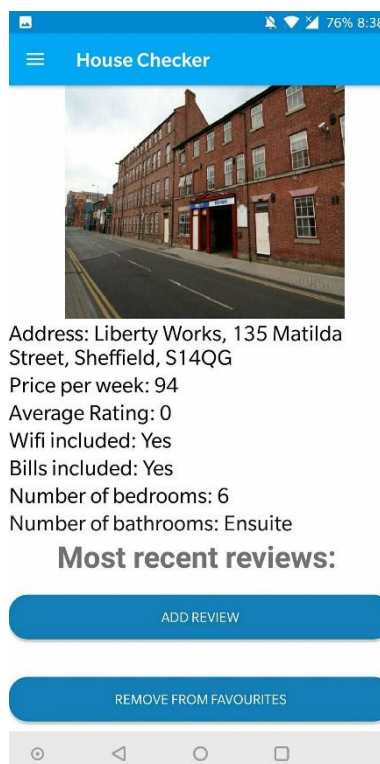 76% 8:38
House Checker
Address: Liberty Works, 135 Matilda
Street, Sheffield, S14QG
Price per week: 94
Average Rating: 0
Wifi included: Yes
Bills included: Yes
Number of bedrooms: 6
Number of bathrooms: Ensuite
Most recent reviews:
ADD REVIEW
REMOVE FROM FAVOURITES